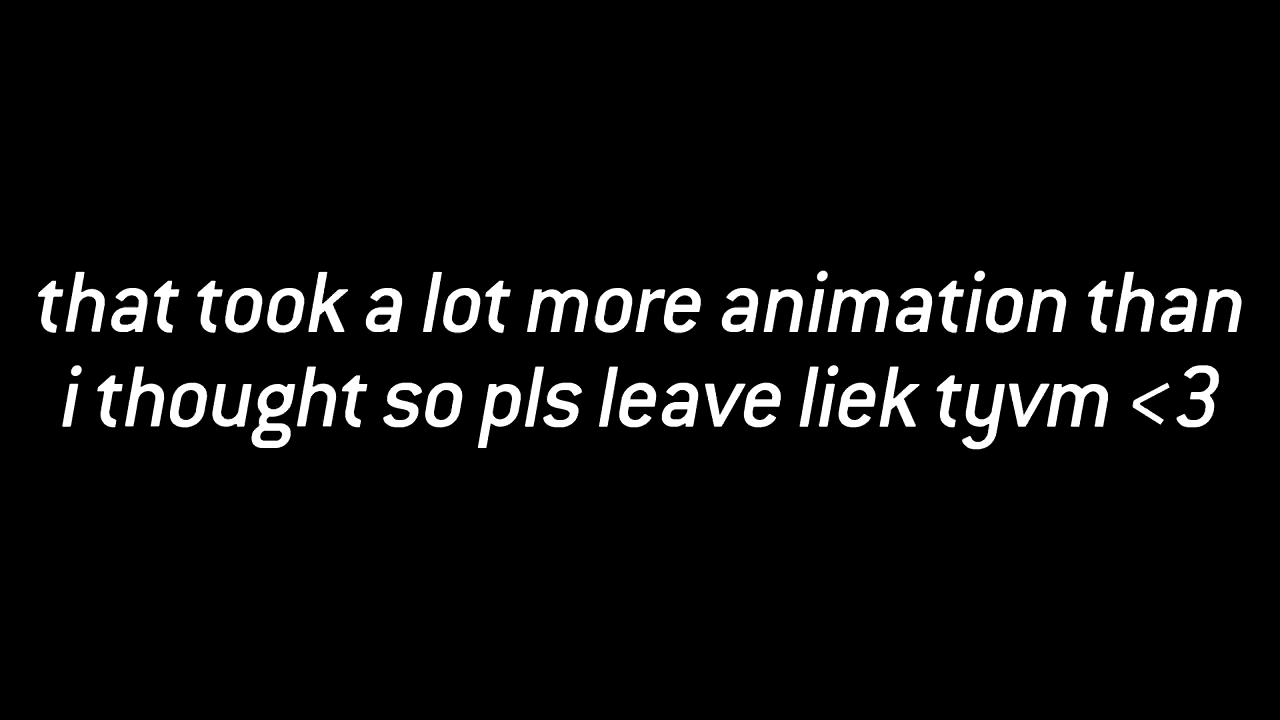 that took a lot more animation than
i thought so pls leave liek tyvm <3